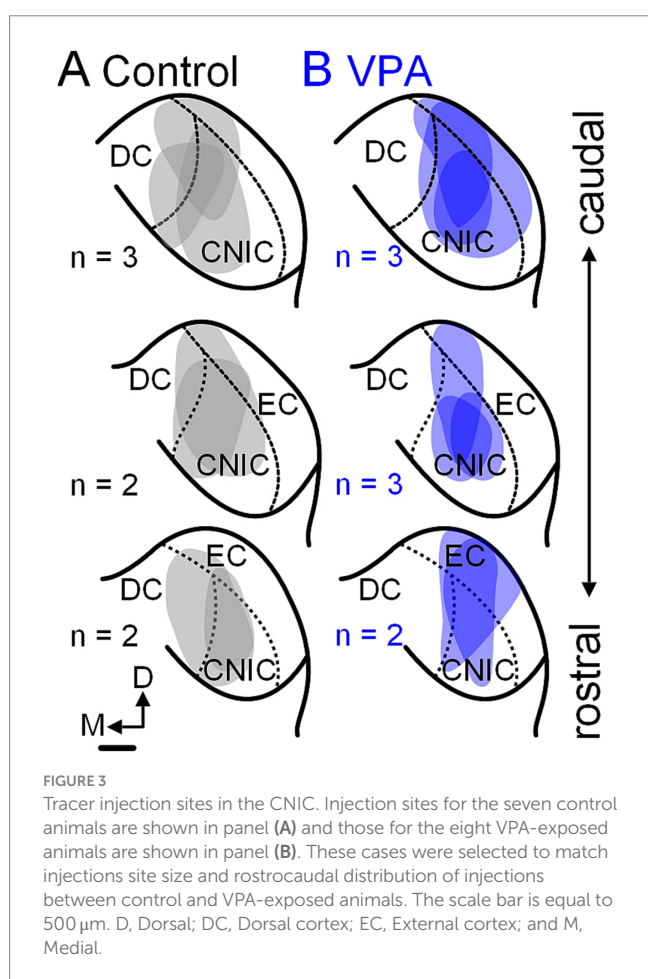 A Control
B VPA
DC
CNIC
n = 3
DC
CNIC
n = 3
caudal
DC
EC
CNIC
n = 2
DC
EC
CNIC
n = 3
EC
DC
n = 2
CNIC
EC
DC
n = 2
CNIC
rostral
D
M
FIGURE 3
Tracer injection sites in the CNIC. Injection sites for the seven control
animals are shown in panel (A) and those for the eight VPA-exposed
animals are shown in panel (B). These cases were selected to match
injections site size and rostrocaudal distribution of injections
between control and VPA-exposed animals. The scale bar is equal to
500 μm. D, Dorsal; DC, Dorsal cortex; EC, External cortex; and M,
Medial.